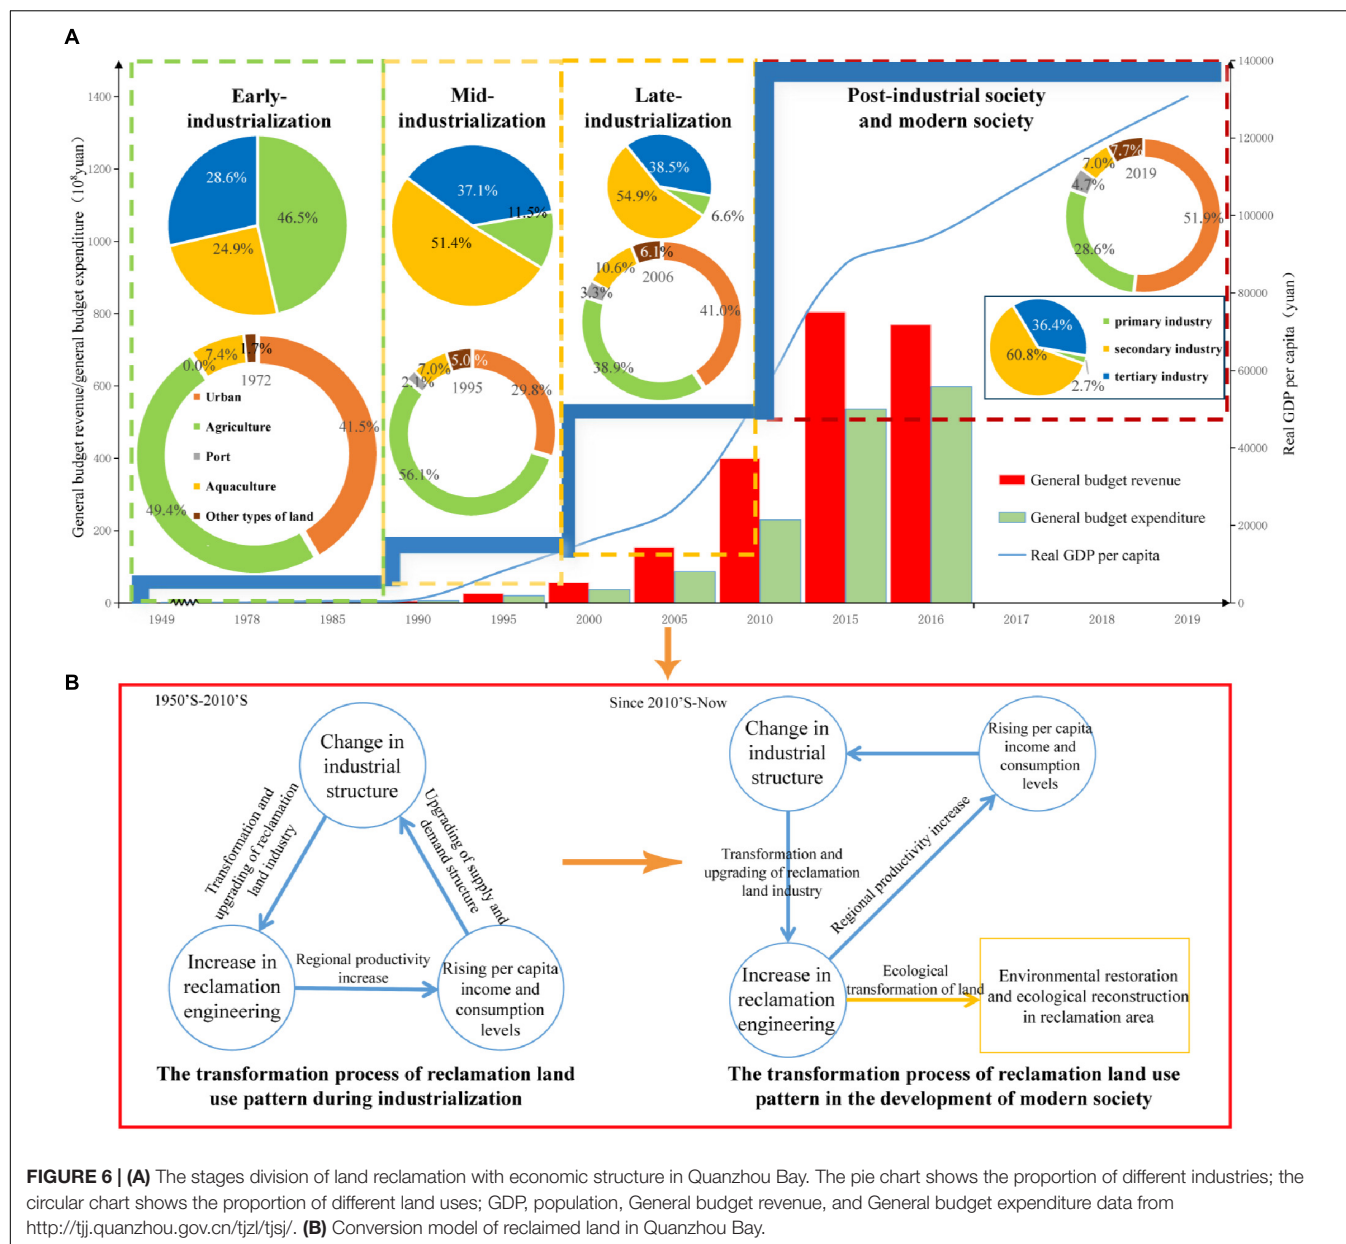 A
Early-
industrialization
Mid-
industrialization
Late-
industrialization
Post-industrial society
and modern society
General budget revenue/general budget expenditure (10⁸yuan)
1400
1200
1000
800
600
400
200
0
Real GDP per capita (yuan)
140000
120000
100000
80000
60000
40000
20000
0
28.6%
46.5%
24.9%
37.1%
11.5%
51.4%
38.5%
54.9%
6.6%
36.4%
60.8%
2.7%
primary industry
secondary industry
tertiary industry
7.4%
1.7%
0.0%
1972
41.5%
49.4%
Urban
Agriculture
Port
Aquaculture
Other types of land
7.0%
5.0%
2.1%
1995
29.8%
56.1%
10.6%
6.1%
3.3%
2006
41.0%
38.9%
7.0%
7.7%
4.7%
2019
51.9%
28.6%
General budget revenue
General budget expenditure
Real GDP per capita
1949
1978
1985
1990
1995
2000
2005
2010
2015
2016
2017
2018
2019
B
1950'S-2010'S
Change in
industrial
structure
Transformation and
upgrading of reclamation
land industry
Upgrading of supply and
demand structure
Increase in
reclamation
engineering
Regional productivity
increase
Rising per capita
income and
consumption
levels
The transformation process of reclamation land
use pattern during industrialization
Since 2010'S-Now
Change in
industrial
structure
Rising per capita
income and
consumption
levels
Transformation and
upgrading of reclamation
land industry
Regional productivity increase
Increase in
reclamation
engineering
Ecological
transformation of land
Environmental restoration
and ecological reconstruction
in reclamation area
The transformation process of reclamation land use
pattern in the development of modern society
FIGURE 6 | (A) The stages division of land reclamation with economic structure in Quanzhou Bay. The pie chart shows the proportion of different industries; the
circular chart shows the proportion of different land uses; GDP, population, General budget revenue, and General budget expenditure data from
http://tjj.quanzhou.gov.cn/tjzl/tjsj/. (B) Conversion model of reclaimed land in Quanzhou Bay.